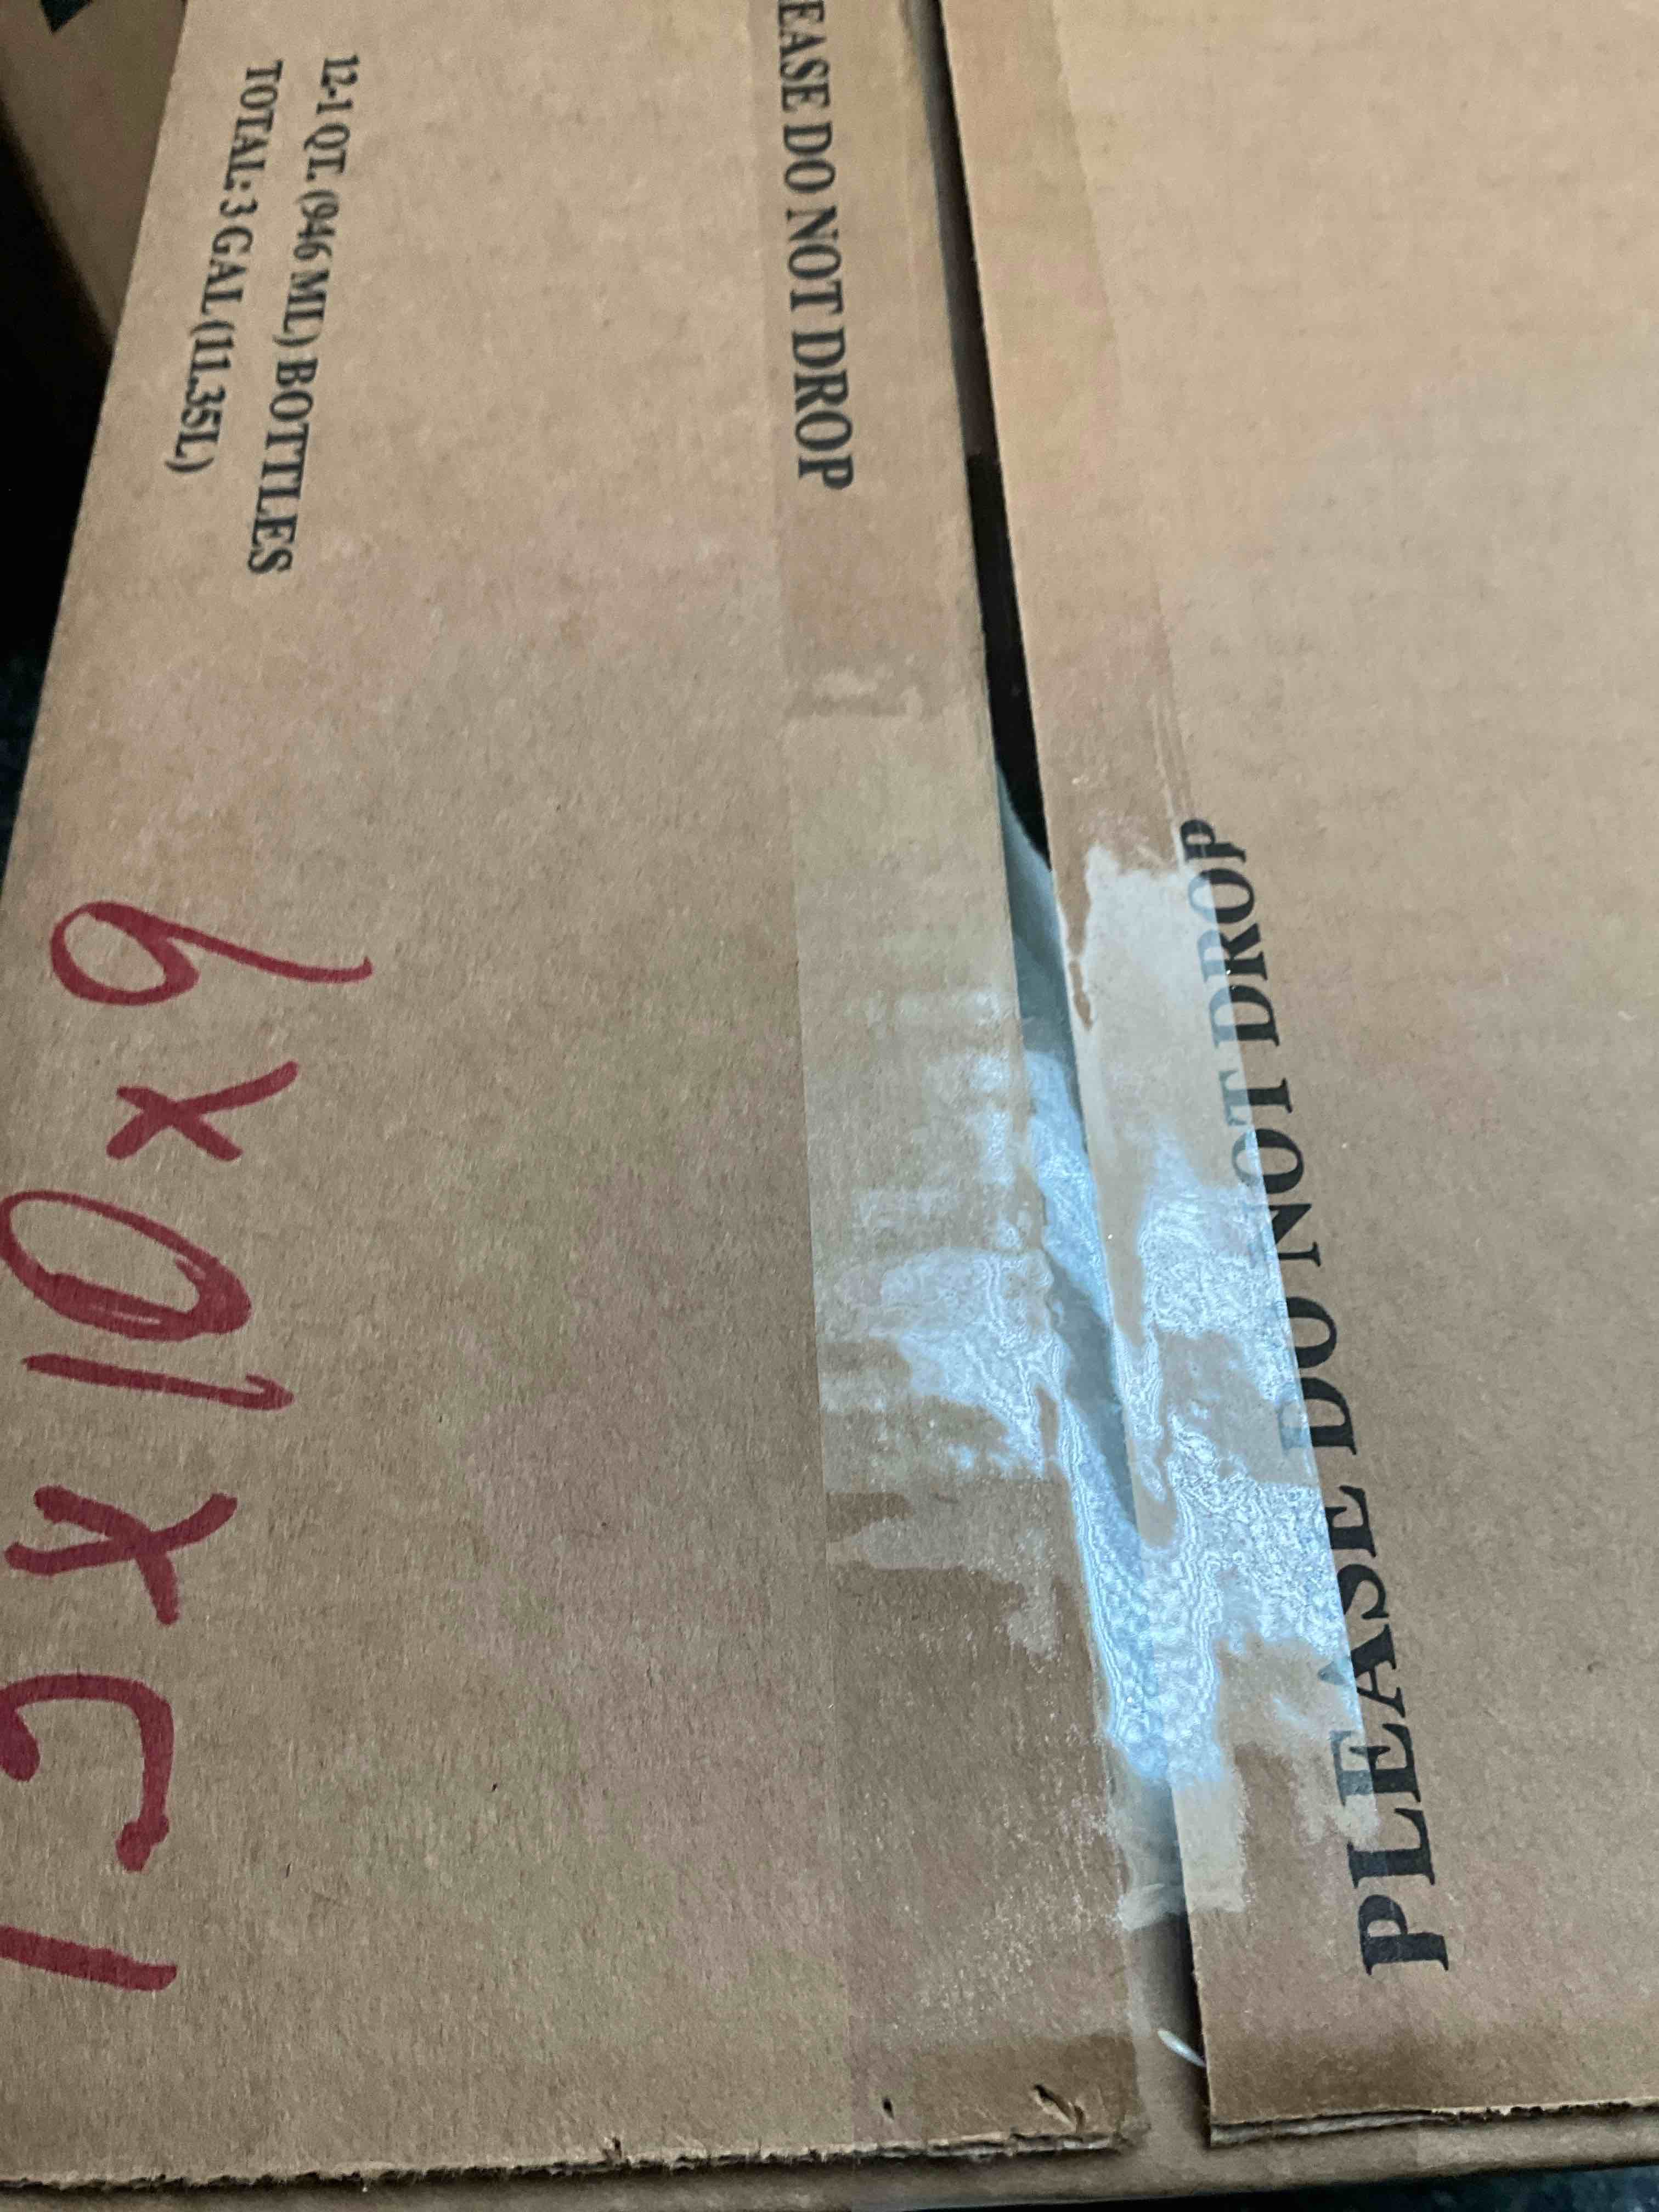 12-1 QT. (946 ML) BOTTLES
TOTAL: 3 GAL (11.35L)
EASE DO NOT DROP
PLEASE DO NOT DROP
15x10x9